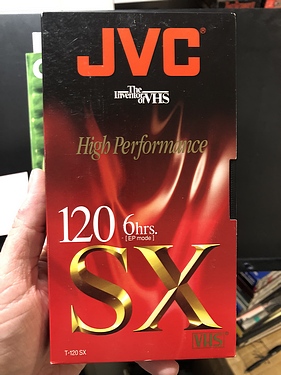 JVC
The
Inventor
of VHS
High Performance
120 6hrs.
[EP mode]
SX
T-120 SX
VHS